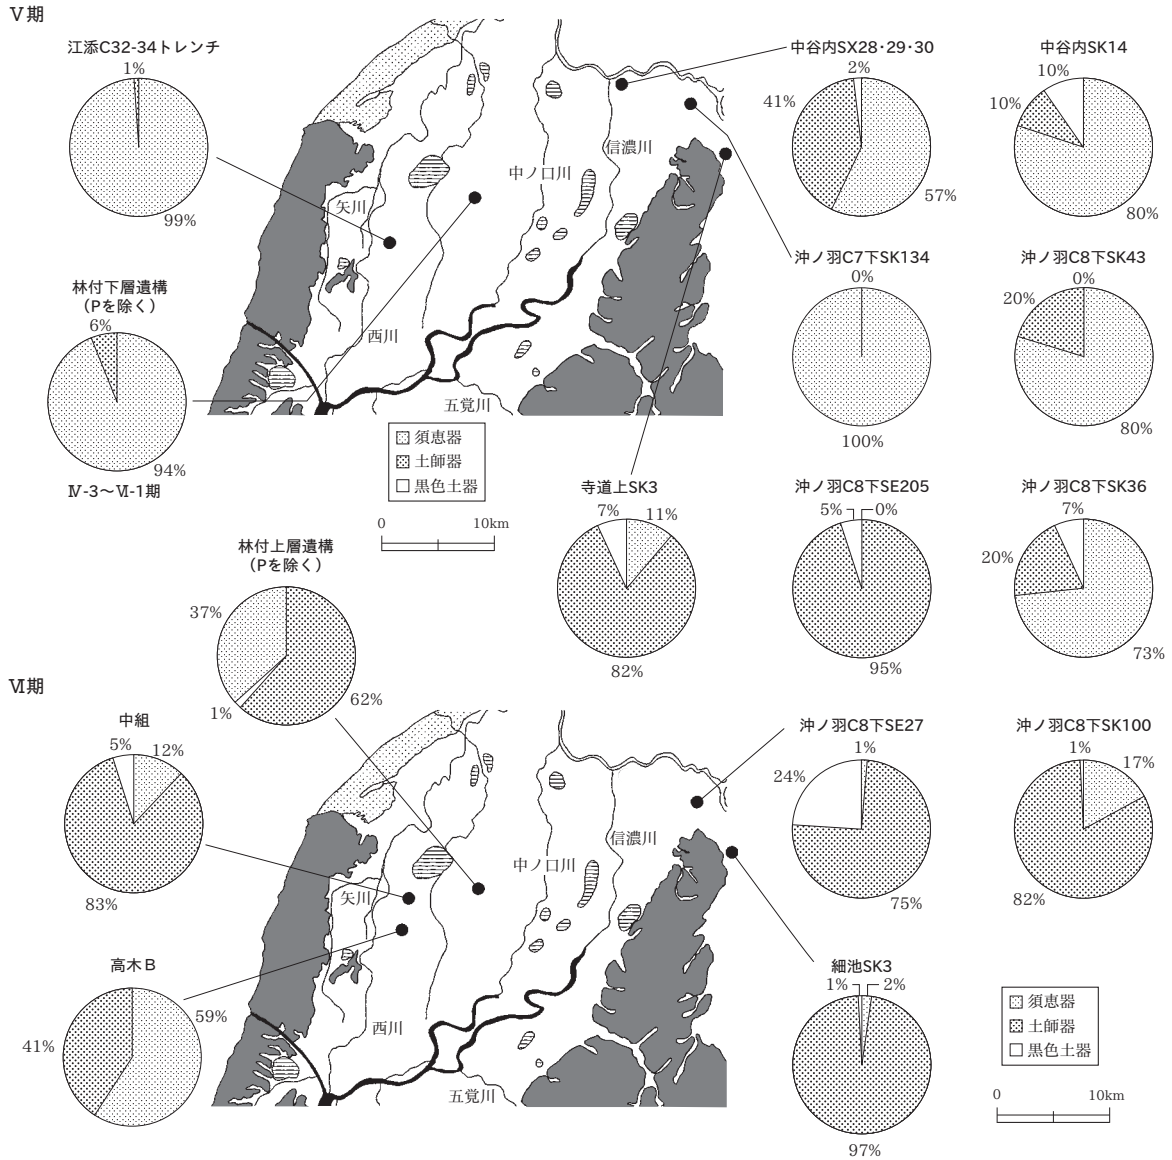 Ⅴ期
江添C32-34トレンチ
1%
99%
林付下層遺構
（Pを除く）
6%
94%
Ⅳ-3〜Ⅵ-1期
矢川
西川
中ノ口川
信濃川
五覚川
中谷内SX28･29･30
2%
41%
57%
中谷内SK14
10%
10%
80%
沖ノ羽C7下SK134
0%
100%
沖ノ羽C8下SK43
0%
20%
80%
須恵器
土師器
黒色土器
0 10km
寺道上SK3
7%
11%
82%
沖ノ羽C8下SE205
5%
0%
95%
沖ノ羽C8下SK36
7%
20%
73%
林付上層遺構
（Pを除く）
37%
1%
62%
Ⅵ期
中組
5%
12%
83%
高木B
59%
41%
矢川
西川
中ノ口川
信濃川
五覚川
沖ノ羽C8下SE27
1%
24%
75%
沖ノ羽C8下SK100
1%
17%
82%
細池SK3
1%
2%
97%
須恵器
土師器
黒色土器
0 10km